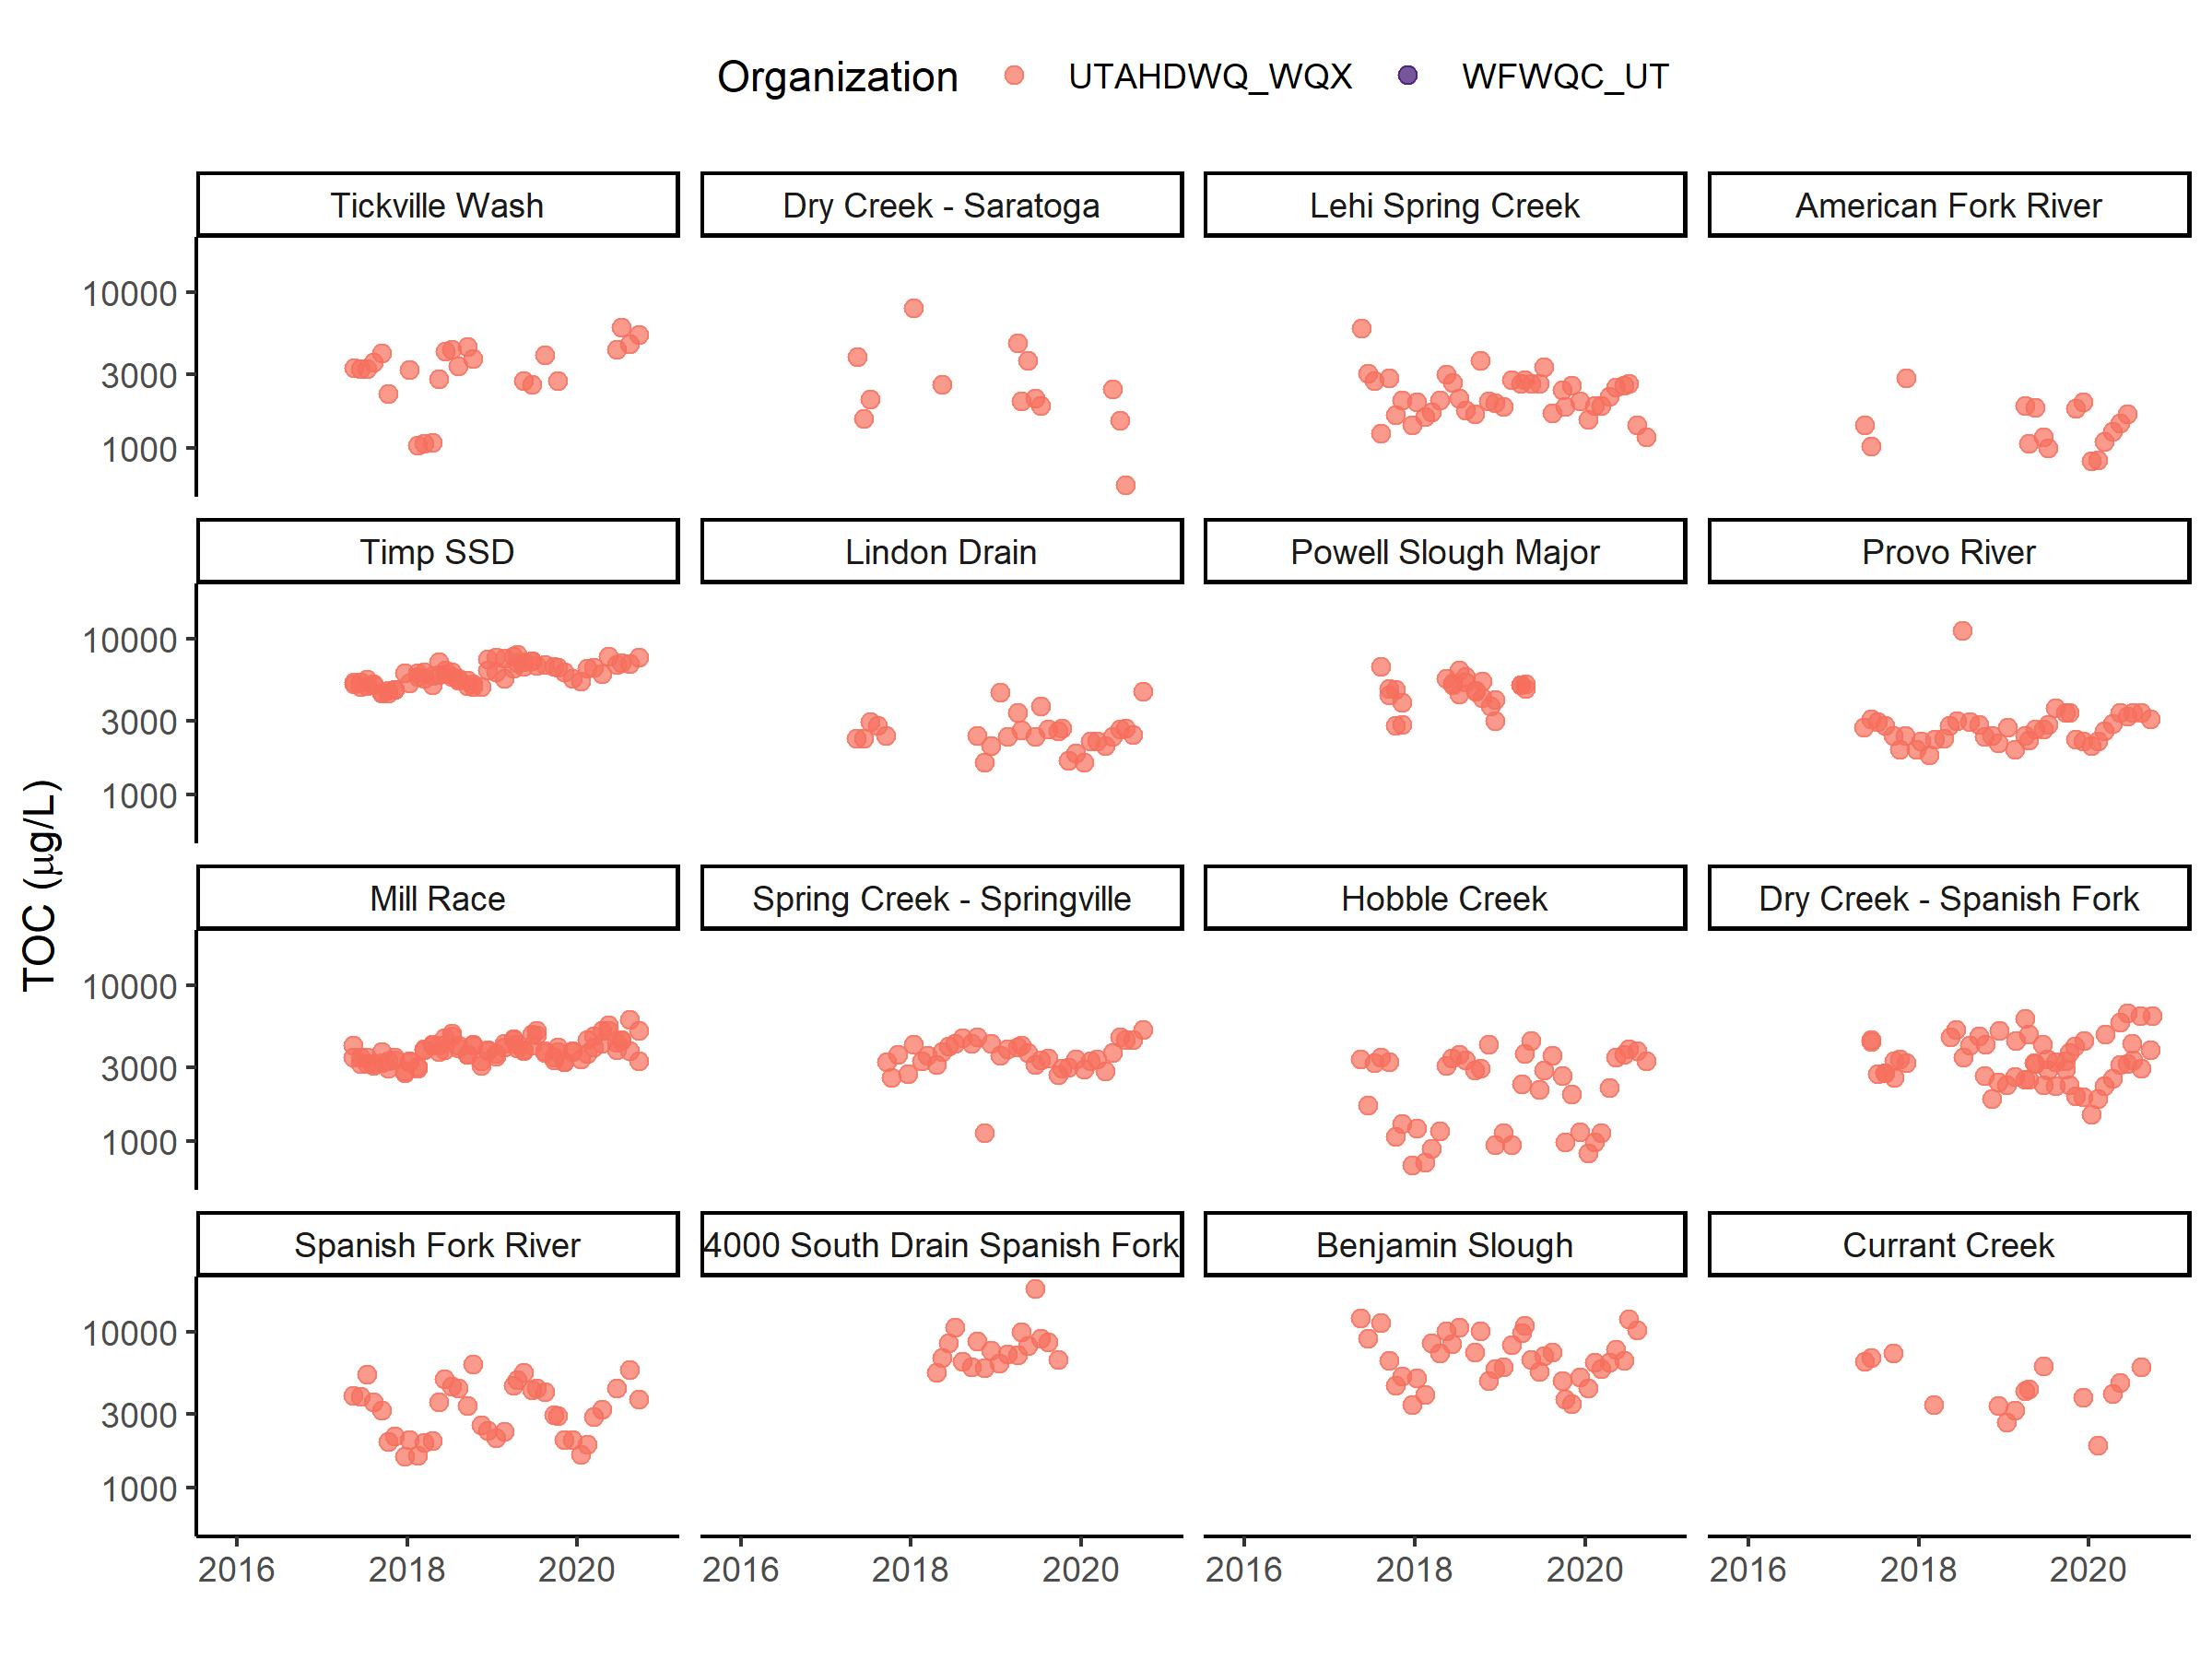 Organization UTAHDWQ_WQX WFWQC_UT
Tickville Wash Dry Creek - Saratoga Lehi Spring Creek American Fork River
10000
3000
1000
Timp SSD Lindon Drain Powell Slough Major Provo River
10000
3000
1000
TOC (μg/L)
Mill Race Spring Creek - Springville Hobble Creek Dry Creek - Spanish Fork
10000
3000
1000
Spanish Fork River 4000 South Drain Spanish Fork Benjamin Slough Currant Creek
10000
3000
1000
2016 2018 2020 2016 2018 2020 2016 2018 2020 2016 2018 2020